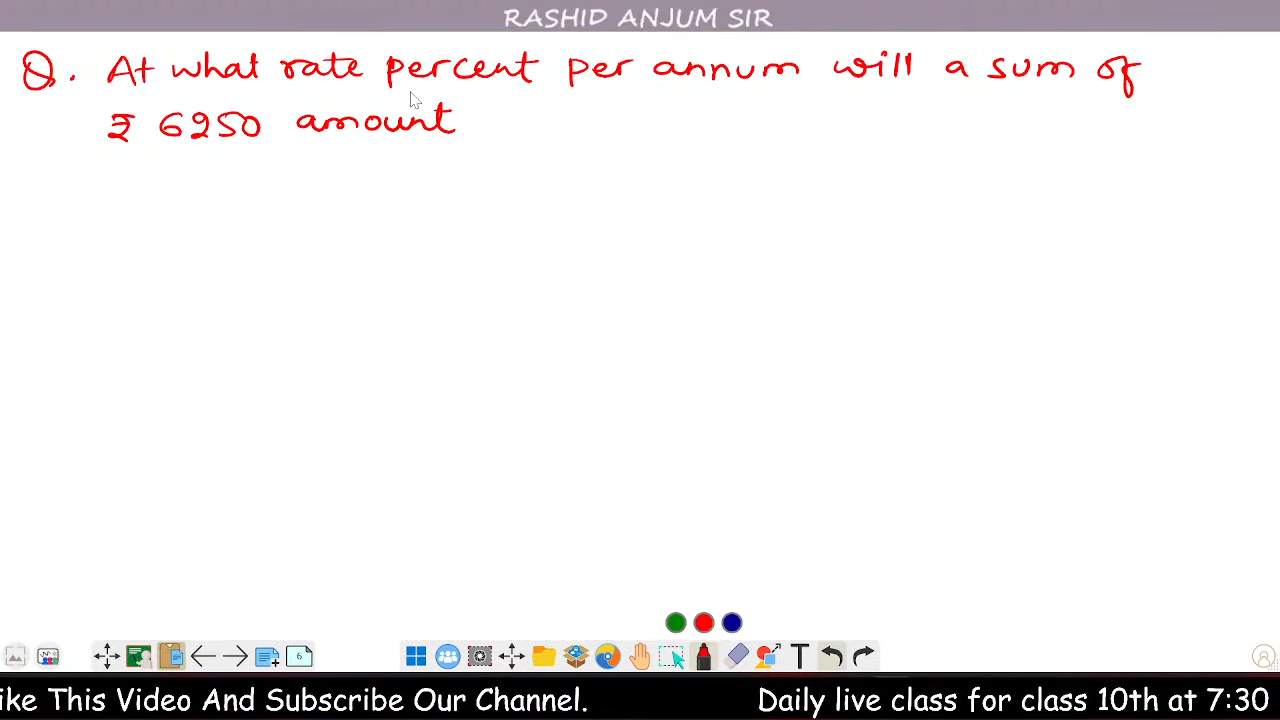 RASHID ANJUM SIR
Q. At what rate percent per annum will a sum of
₹ 6250 amount
6
ike This Video And Subscribe Our Channel. Daily live class for class 10th at 7:30